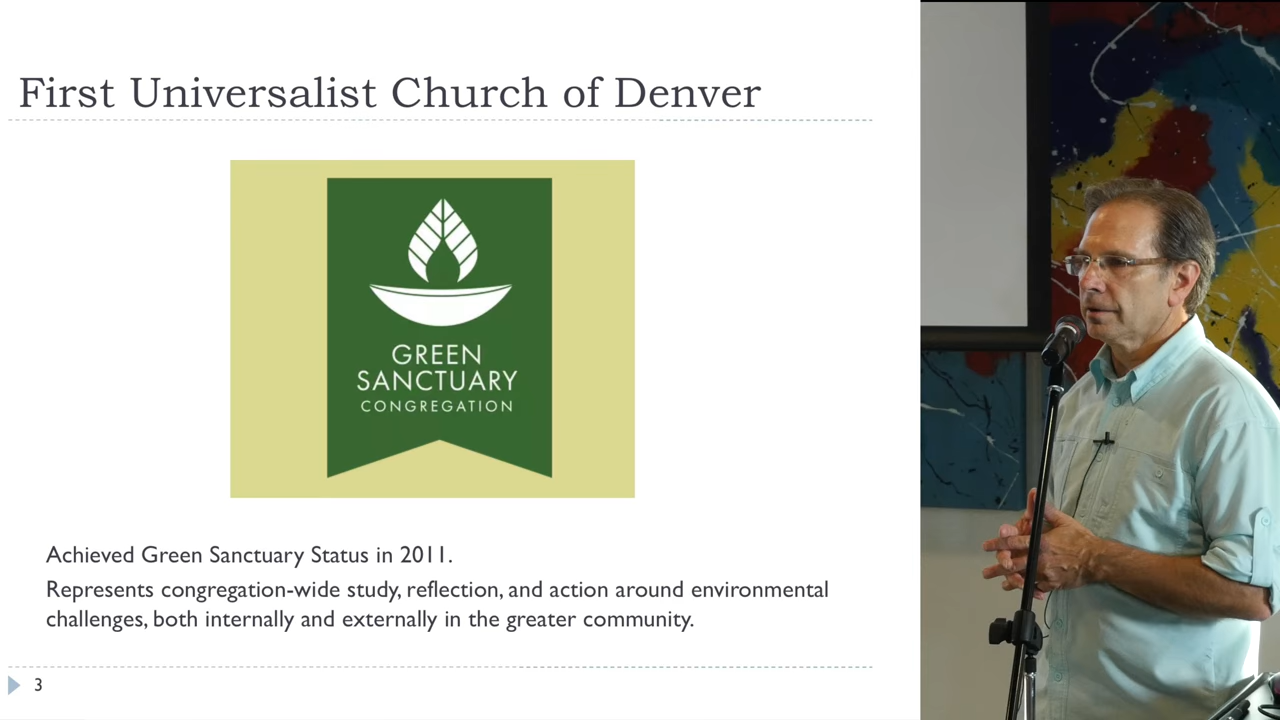 First Universalist Church of Denver
GREEN
SANCTUARY
CONGREGATION
Achieved Green Sanctuary Status in 2011.
Represents congregation-wide study, reflection, and action around environmental
challenges, both internally and externally in the greater community.
3